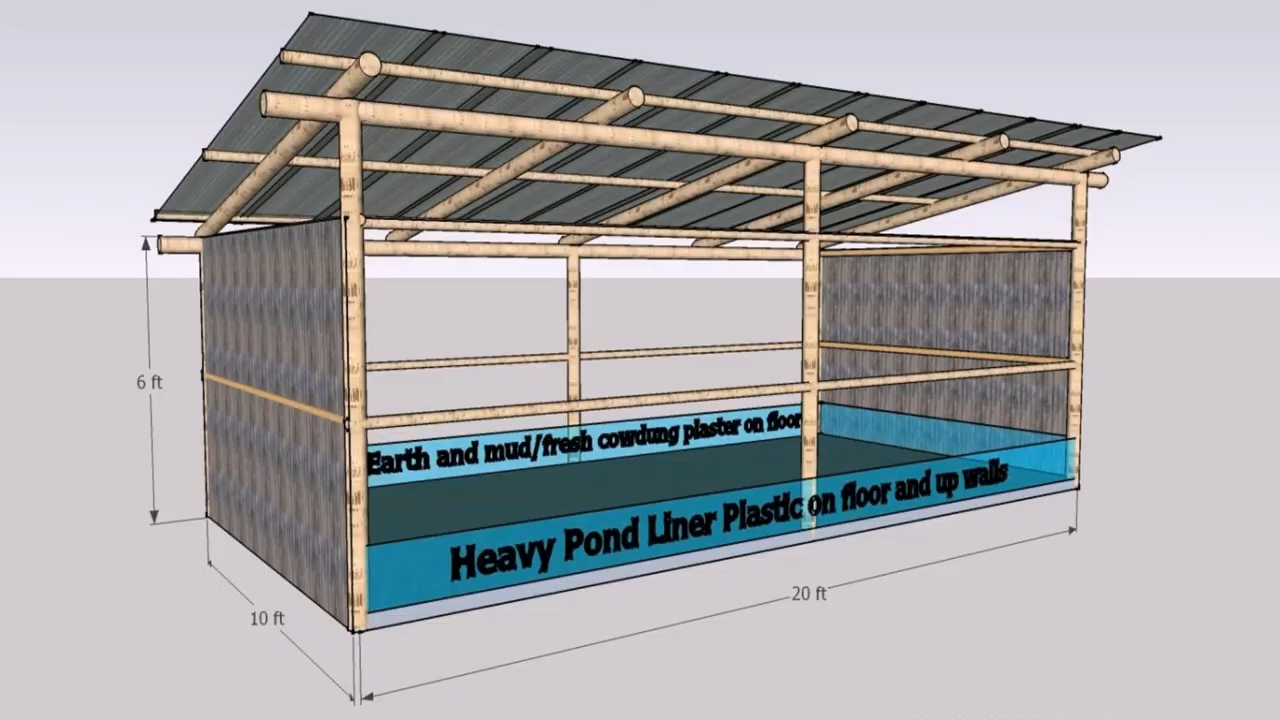 6 ft
Earth and mud/fresh cowdung plaster on floor
Heavy Pond Liner Plastic on floor and up walls
10 ft
20 ft